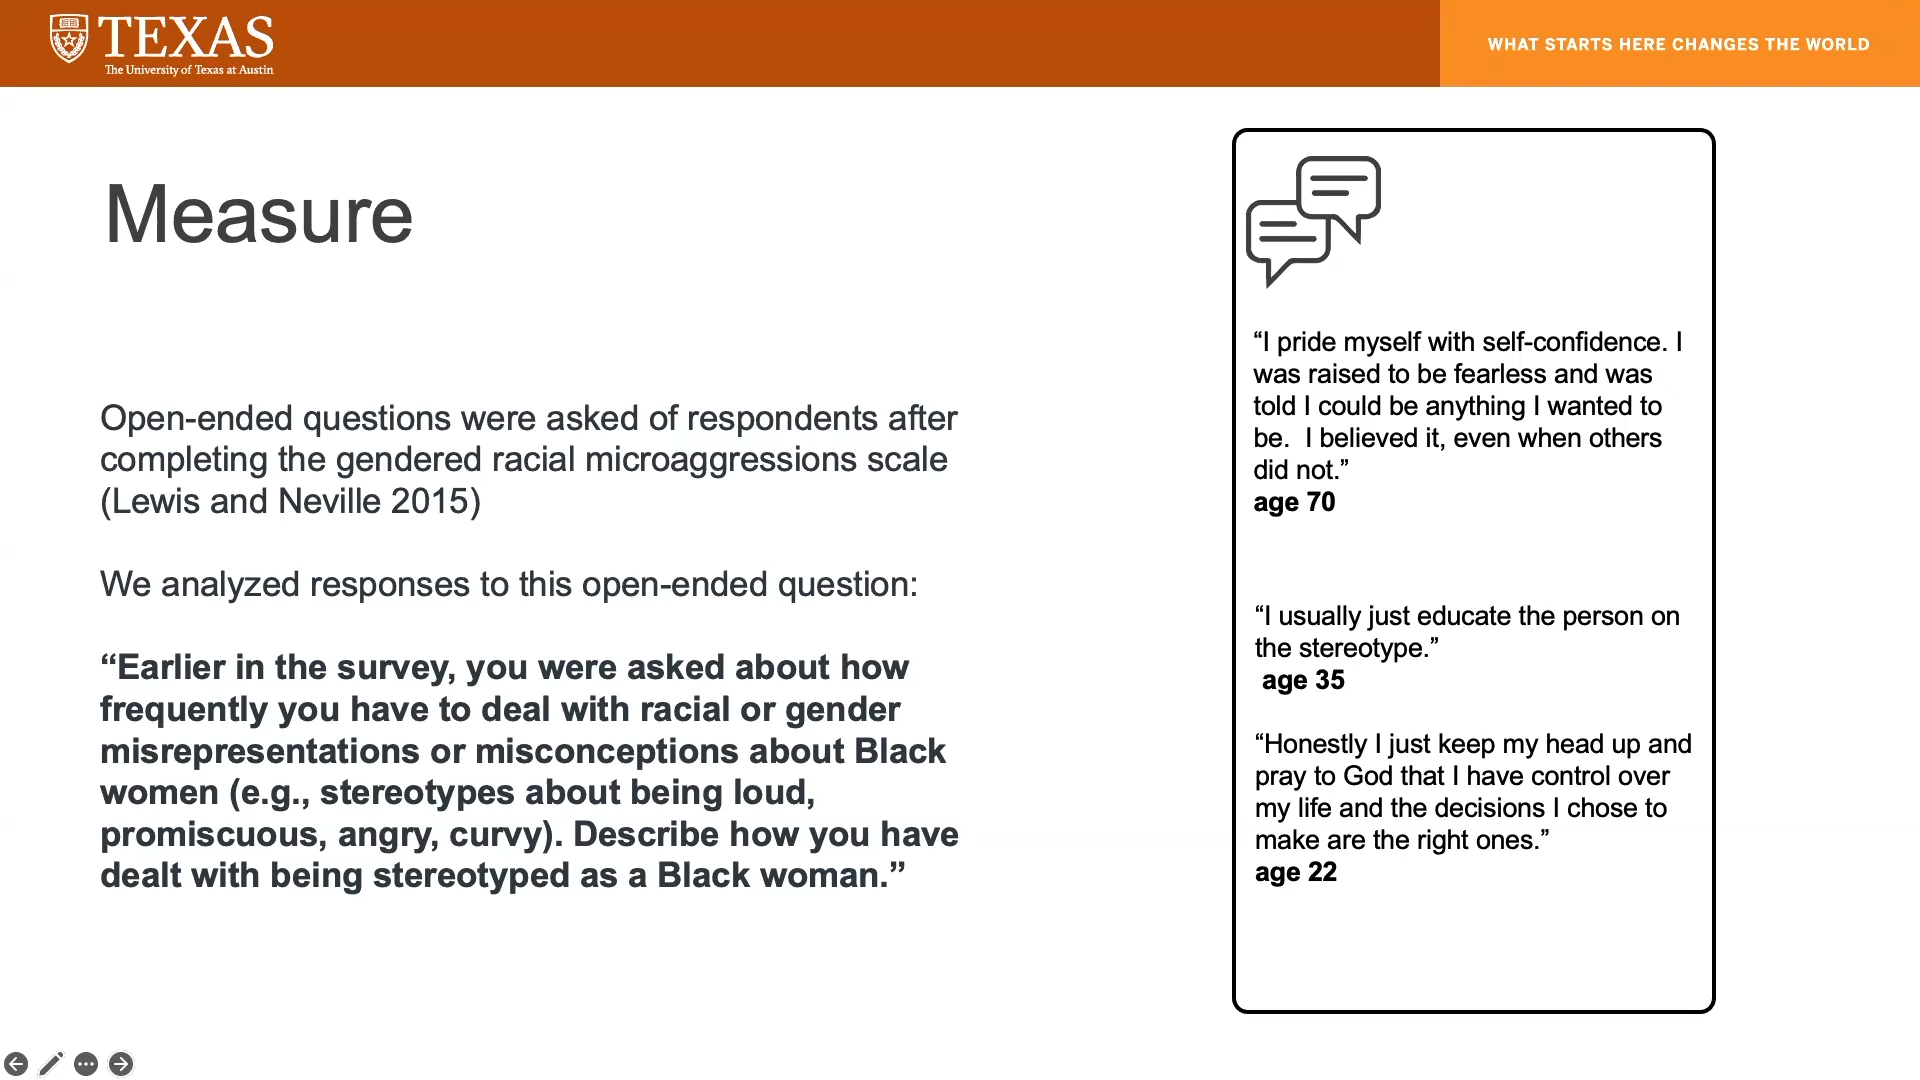 TEXAS
The University of Texas at Austin
WHAT STARTS HERE CHANGES THE WORLD
Measure
Open-ended questions were asked of respondents after
completing the gendered racial microaggressions scale
(Lewis and Neville 2015)
We analyzed responses to this open-ended question:
“Earlier in the survey, you were asked about how
frequently you have to deal with racial or gender
misrepresentations or misconceptions about Black
women (e.g., stereotypes about being loud,
promiscuous, angry, curvy). Describe how you have
dealt with being stereotyped as a Black woman.”
“I pride myself with self-confidence. I
was raised to be fearless and was
told I could be anything I wanted to
be.  I believed it, even when others
did not.”
age 70
“I usually just educate the person on
the stereotype.”
age 35
“Honestly I just keep my head up and
pray to God that I have control over
my life and the decisions I chose to
make are the right ones.”
age 22